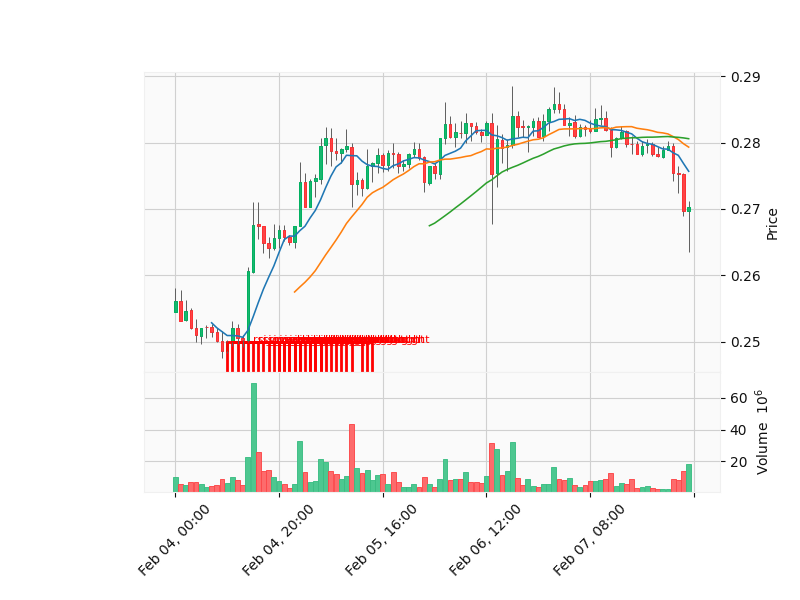 0.29
0.28
0.27
0.26
0.25
Price
60
40
20
Volume 10⁶
Feb 04, 00:00
Feb 04, 20:00
Feb 05, 16:00
Feb 06, 12:00
Feb 07, 08:00